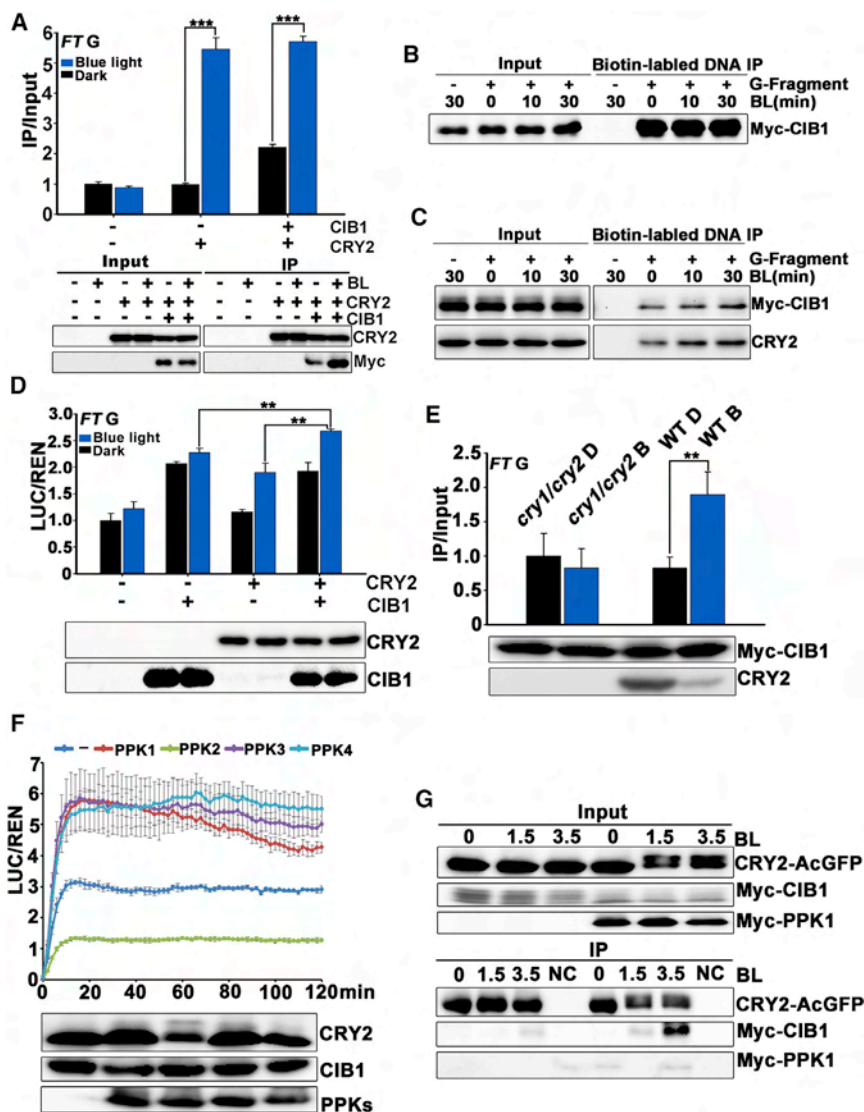 A
FT G
Blue light
Dark
***
***
IP/Input
6
5
4
3
2
1
0
- - + CIB1
- + + CRY2
Input IP
- + - + - + - + - + - + BL
- - + + + + - - + + + + CRY2
- - - - + + - - - - + + CIB1
CRY2
Myc
B
Input Biotin-labled DNA IP
- + + + - + + + G-Fragment
30 0 10 30 30 0 10 30 BL(min)
Myc-CIB1
C
Input Biotin-labled DNA IP
- + + + - + + + G-Fragment
30 0 10 30 30 0 10 30 BL(min)
Myc-CIB1
CRY2
D
FT G
Blue light
Dark
**
**
LUC/REN
3.0
2.5
2.0
1.5
1.0
0.5
0.0
- - + + CRY2
- + - + CIB1
CRY2
CIB1
E
FT G
cry1/cry2 D
cry1/cry2 B
WT D
WT B
**
IP/Input
2.5
2.0
1.5
1.0
0.5
0.0
Myc-CIB1
CRY2
F
- PPK1 PPK2 PPK3 PPK4
LUC/REN
7
6
5
4
3
2
1
0
0 20 40 60 80 100 120min
CRY2
CIB1
PPKs
G
Input
0 1.5 3.5 0 1.5 3.5 BL
CRY2-AcGFP
Myc-CIB1
Myc-PPK1
IP
0 1.5 3.5 NC 0 1.5 3.5 NC BL
CRY2-AcGFP
Myc-CIB1
Myc-PPK1